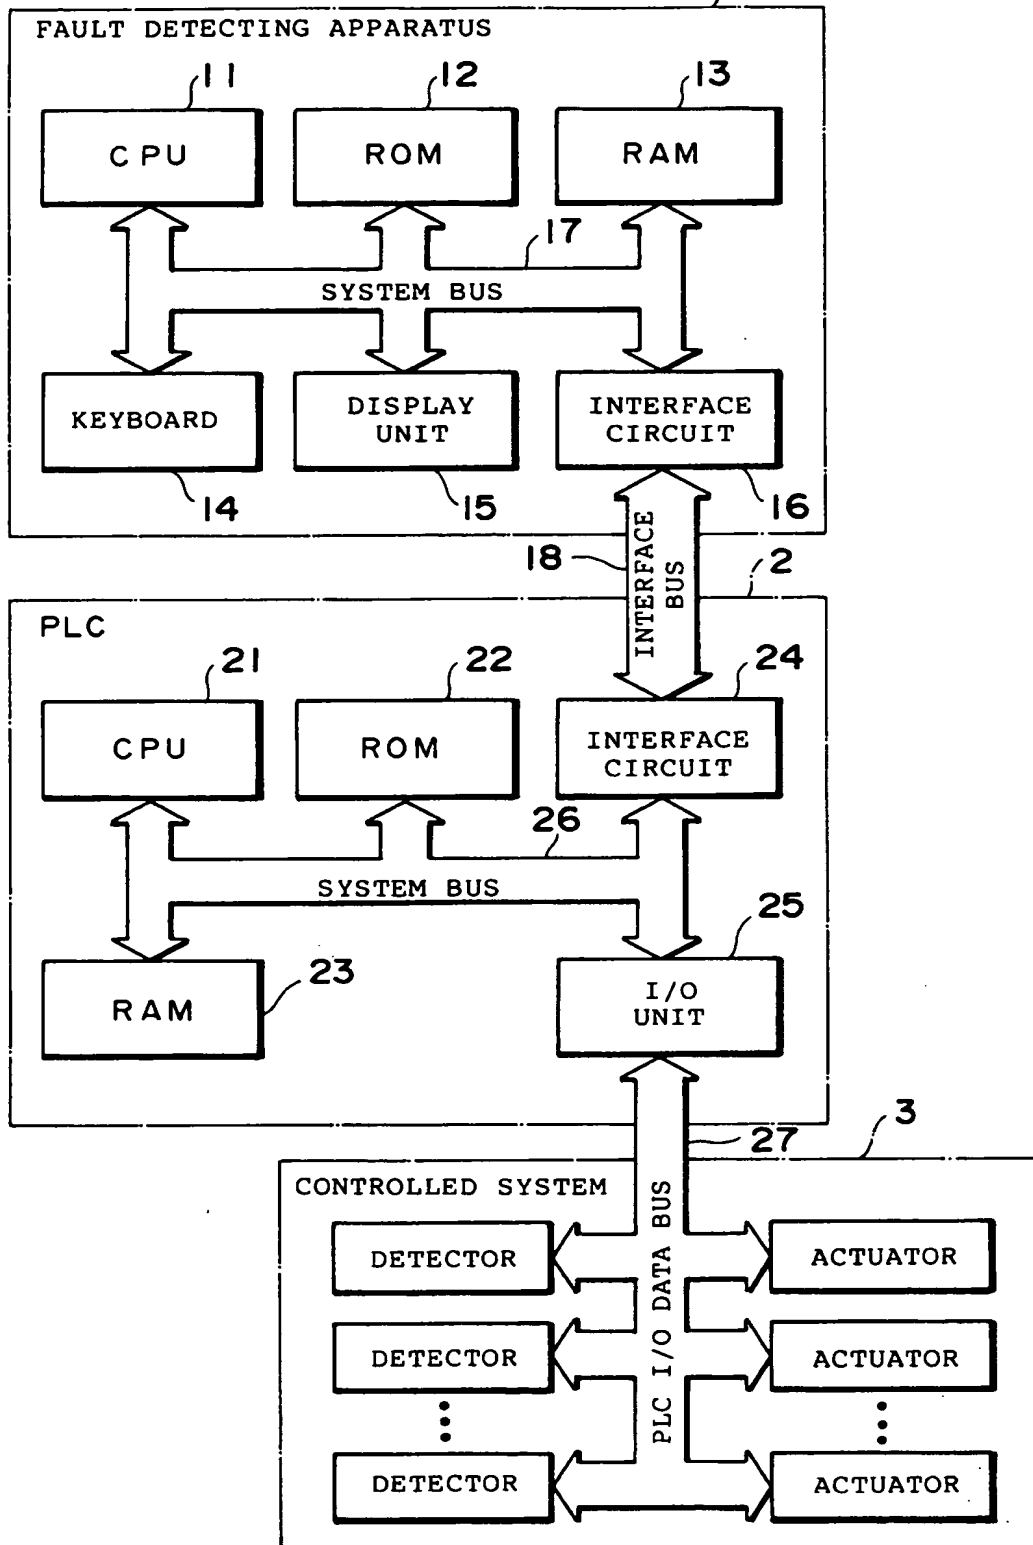 FAULT DETECTING APPARATUS
11
12
13
CPU
ROM
RAM
17
SYSTEM BUS
KEYBOARD
DISPLAY
UNIT
INTERFACE
CIRCUIT
14
15
16
18
INTERFACE
BUS
2
PLC
21
22
24
CPU
ROM
INTERFACE
CIRCUIT
26
SYSTEM BUS
25
23
RAM
I/O
UNIT
27
3
CONTROLLED SYSTEM
PLC I/O DATA BUS
DETECTOR
ACTUATOR
DETECTOR
ACTUATOR
DETECTOR
ACTUATOR